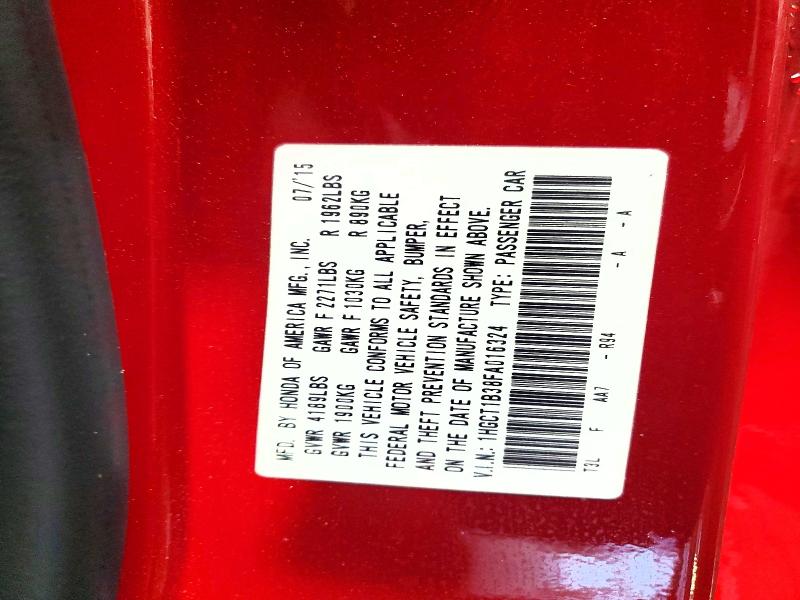 MFD. BY HONDA OF AMERICA MFG., INC. 07/'15
GVWR 4189LBS GAWR F 2271LBS R 1962LBS
GVWR 1900KG GAWR F 1030KG R 890KG
THIS VEHICLE CONFORMS TO ALL APPLICABLE
FEDERAL MOTOR VEHICLE SAFETY, BUMPER,
AND THEFT PREVENTION STANDARDS IN EFFECT
ON THE DATE OF MANUFACTURE SHOWN ABOVE.
V.I.N.: 1HGCT1B38FA016324 TYPE: PASSENGER CAR
T3L F AA7 - R94 - A - A